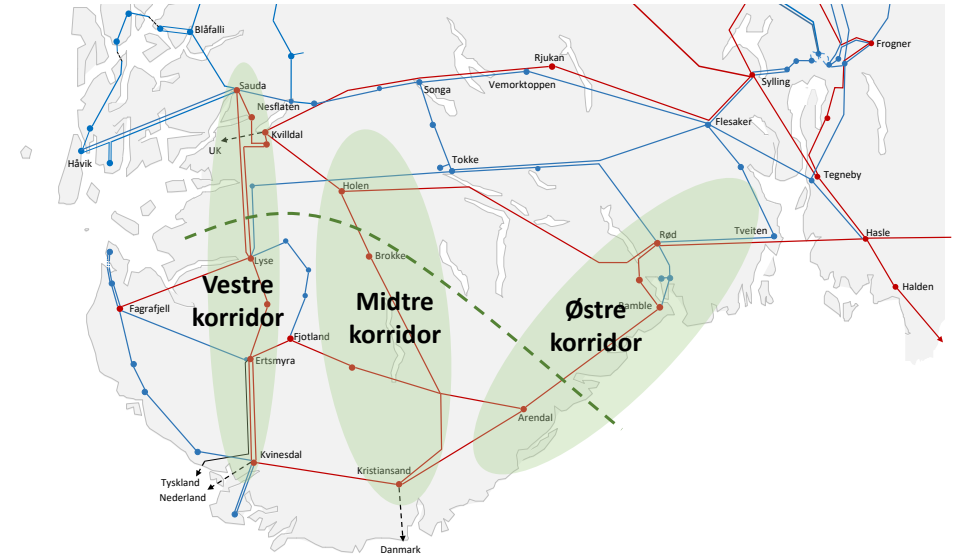 Blåfalli
Frogner
Rjukan
Sylling
Sauda
Vemorktoppen
Songa
Nesflaten
Flesaker
Kvilldal
UK
Håvik
Tokke
Tegneby
Holen
Rød
Tveiten
Hasle
Brokke
Lyse
Vestre
korridor
Midtre
korridor
Østre
korridor
Halden
Bamble
Fagrafjell
Fjotland
Ertsmyra
Arendal
Kvinesdal
Kristiansand
Tyskland
Nederland
Danmark